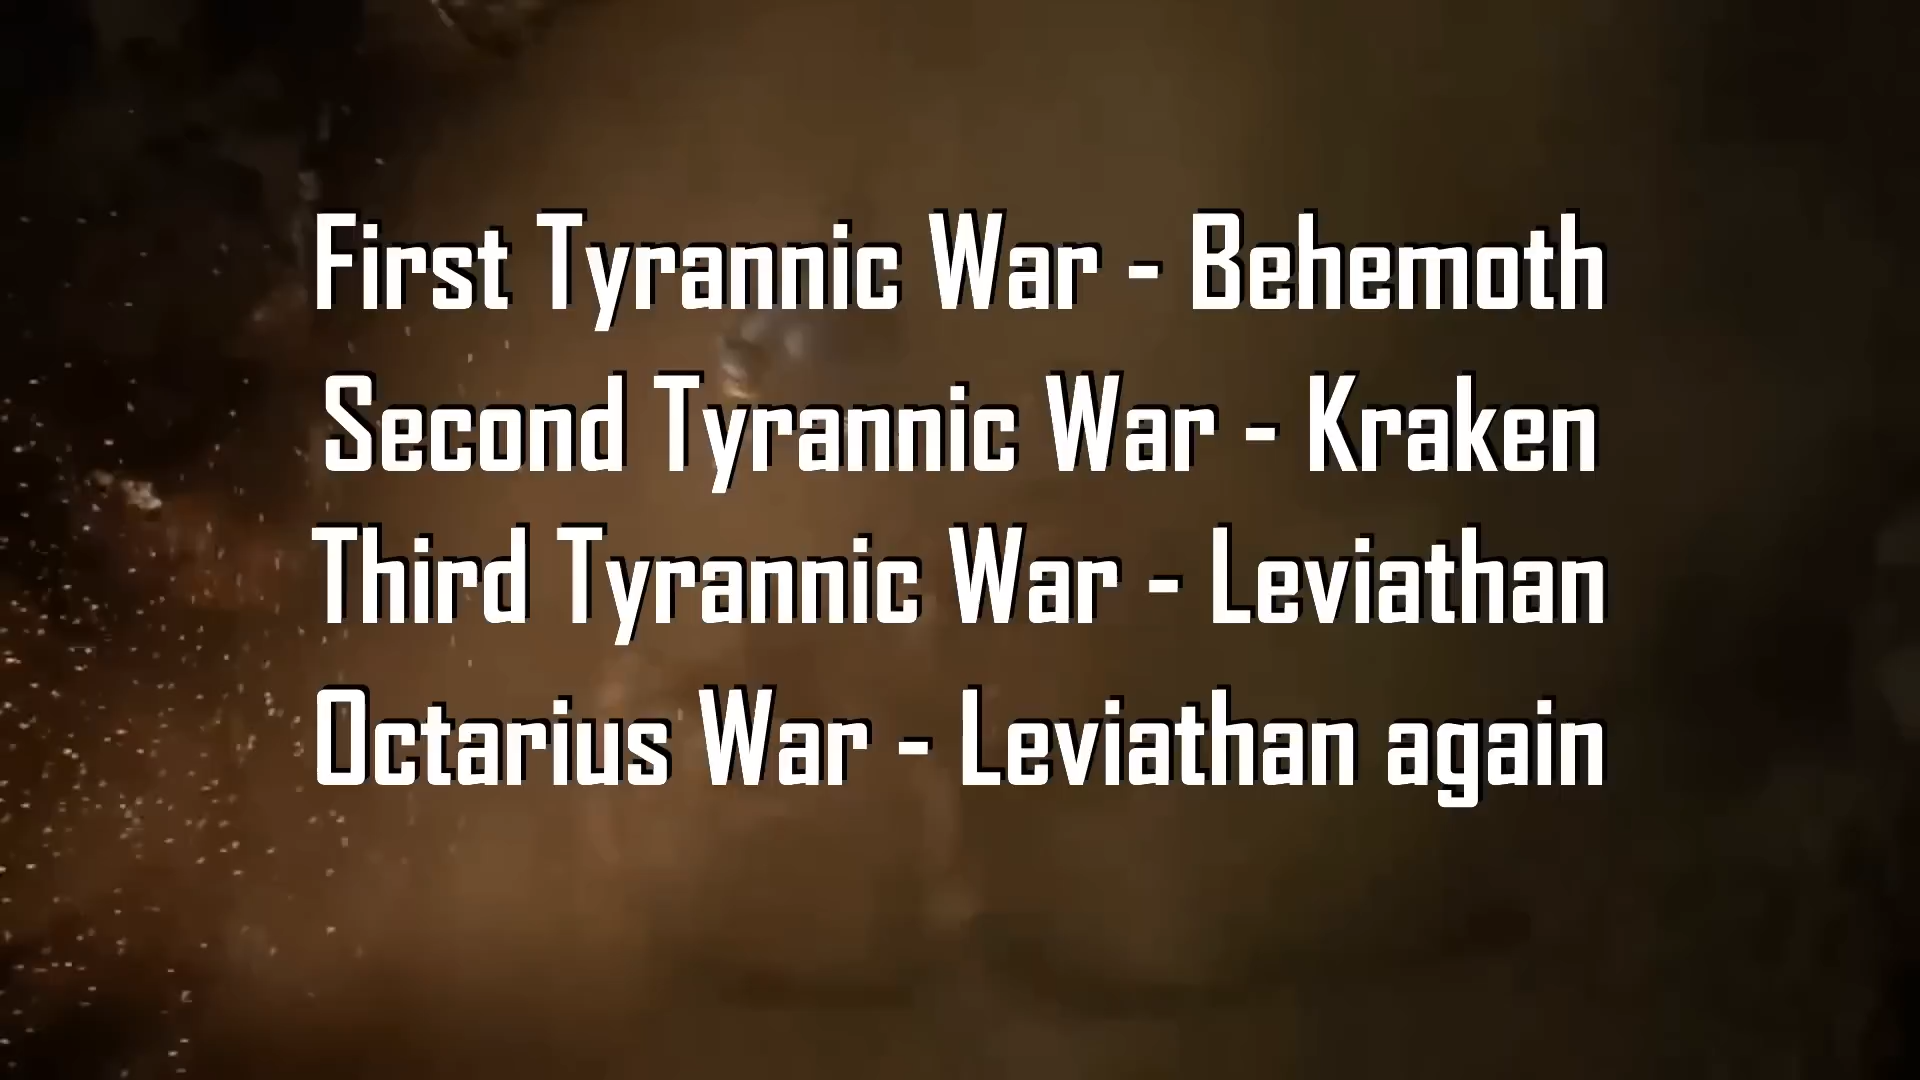 First Tyrannic War - Behemoth
Second Tyrannic War - Kraken
Third Tyrannic War - Leviathan
Octarius War - Leviathan again